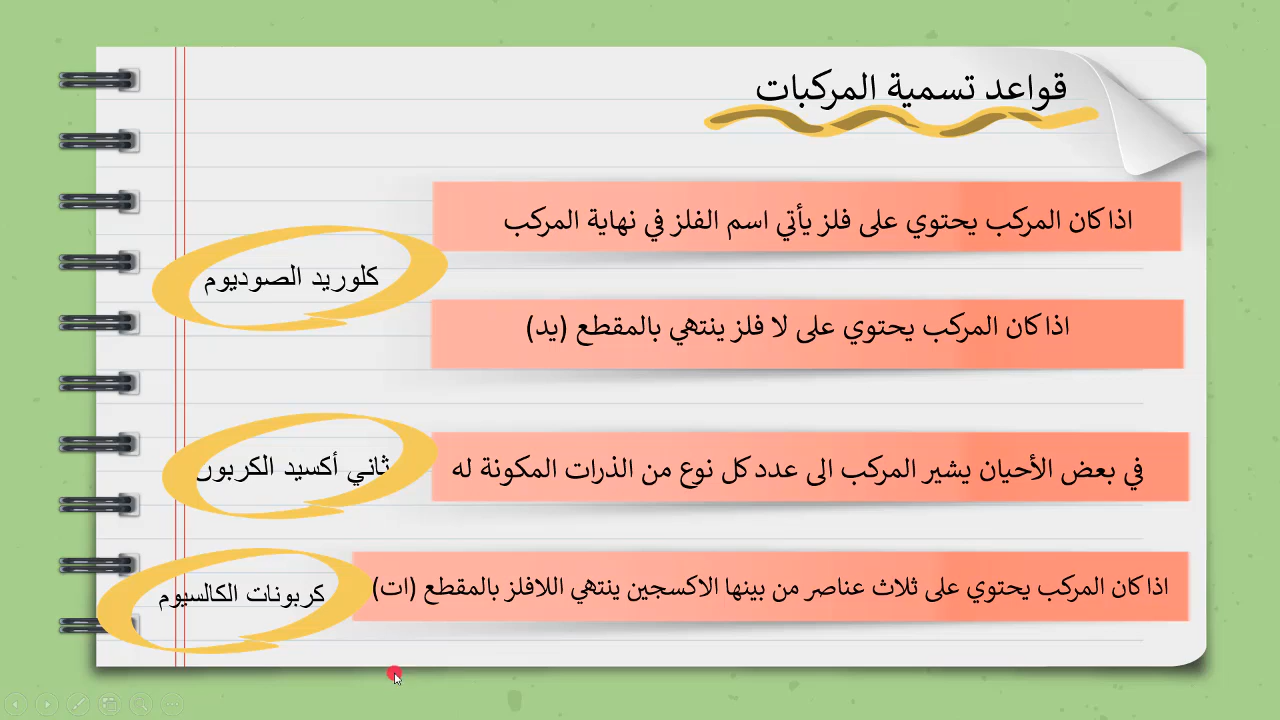 قواعد تسمية المركبات
اذا كان المركب يحتوي على فلز يأتي اسم الفلز في نهاية المركب
كلوريد الصوديوم
اذا كان المركب يحتوي على لا فلز ينتهي بالمقطع (يد)
في بعض الأحيان يشير المركب الى عدد كل نوع من الذرات المكونة له
ثاني أكسيد الكربون
اذا كان المركب يحتوي على ثلاث عناصر من بينها الاكسجين ينتهي اللافلز بالمقطع (ات)
كربونات الكالسيوم